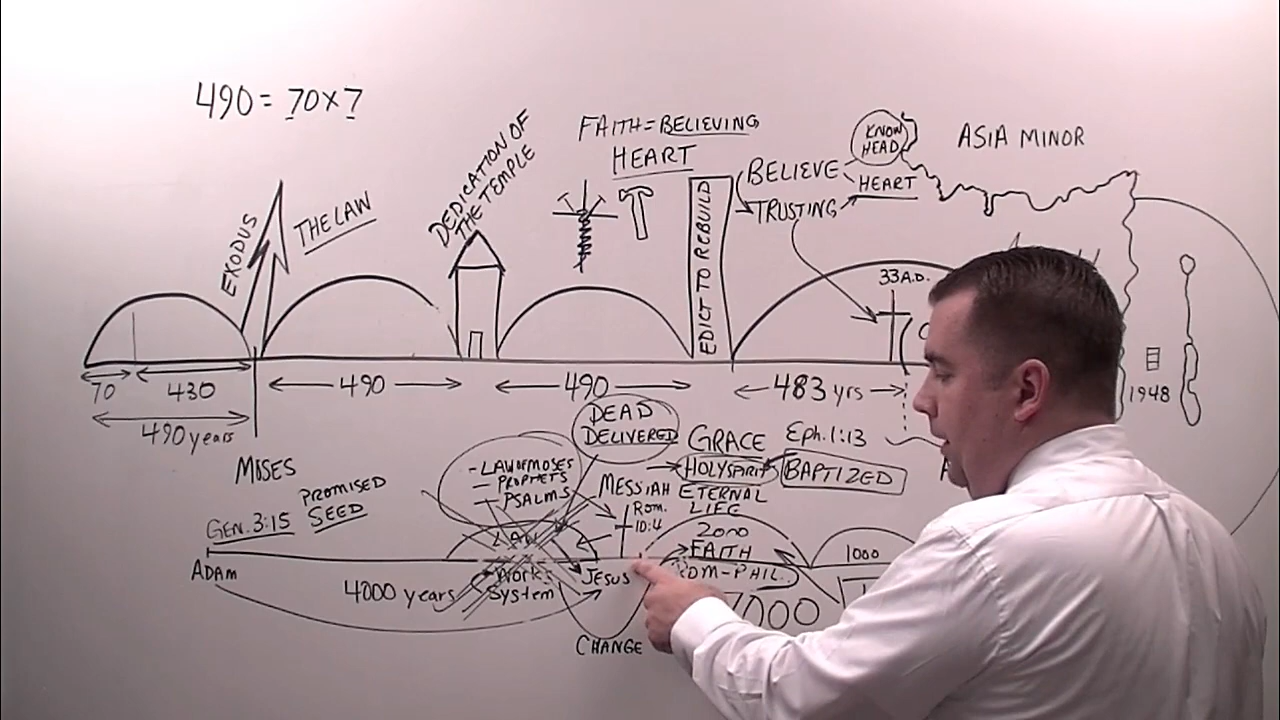 490 = 70x7
EXODUS
THE LAW
DEDICATION OF
THE TEMPLE
FAITH = BELIEVING
HEART
EDICT TO REBUILD
BELIEVE
TRUSTING
KNOW
HEAD
HEART
ASIA MINOR
33 A.D.
1948
70
430
490 years
490
490
483 yrs
MOSES
DEAD
DELIVERED
GRACE
Eph. 1:13
HOLY SPIRIT
BAPTIZED
-LAW OF MOSES
- PROPHETS
- PSALMS
MESSIAH
ETERNAL
LIFE
Rom.
10:4
GEN. 3:15
PROMISED
SEED
ADAM
4000 years
LAW
Works
System
JESUS
CHANGE
2000
FAITH
ROM-PHIL.
1000
7000